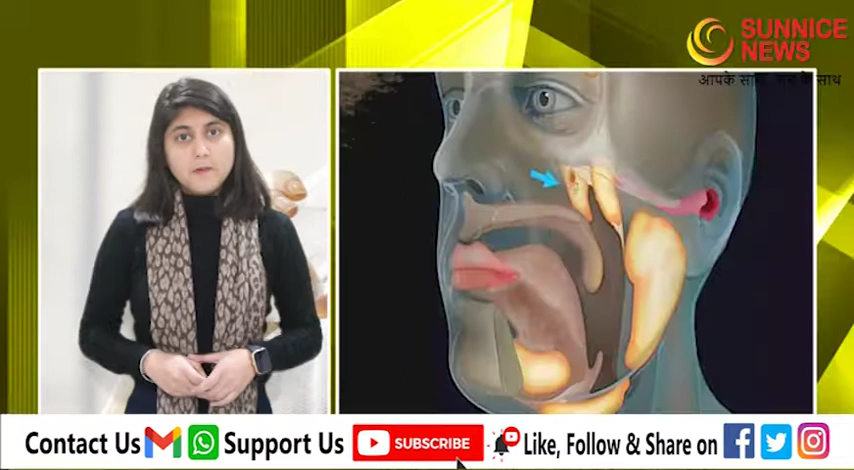 SUNNICE
NEWS
आपके साथ के साथ
Contact Us Support Us SUBSCRIBE Like, Follow & Share on